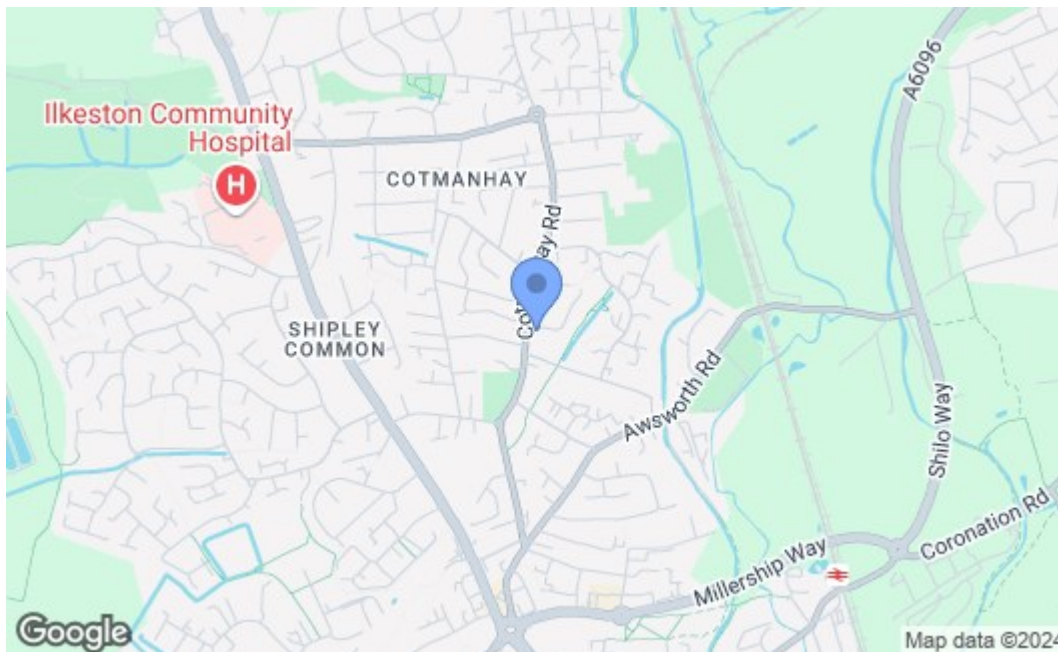 A6096
Ilkeston Community
Hospital
H
COTMANHAY
SHIPLEY
COMMON
Awsworth Rd
Shilo Way
Coronation Rd
Millership Way
Google
Map data ©2024